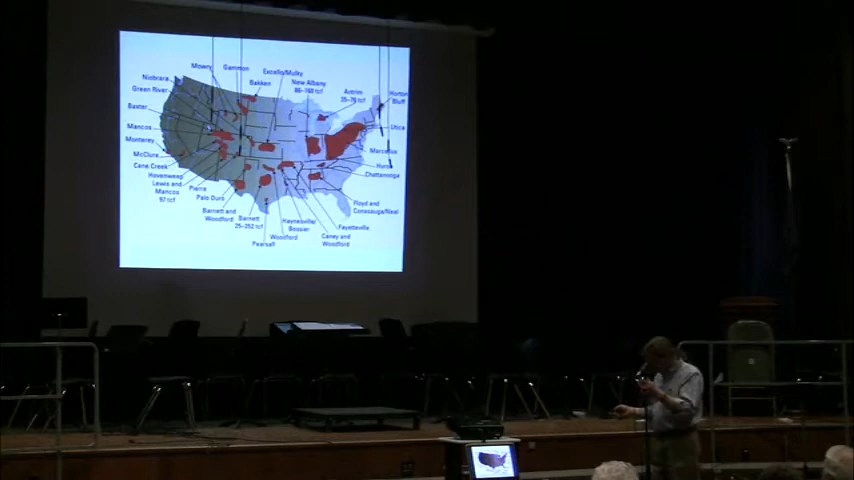 Mowry
Gammon
Excello/Mulky
Niobrara
Bakken
New Albany
86–160 tcf
Antrim
35–76 tcf
Horton
Bluff
Green River
Baxter
Utica
Mancos
Monterey
Marcellus
McClure
Cane Creek
Hovenweep
Lewis and
Mancos
97 tcf
Pierre
Palo Duro
Chattanooga
Barnett and
Woodford
Barnett
25–252 tcf
Pearsall
Woodford
Haynesville/
Bossier
Fayetteville
Caney and
Woodford
Floyd and
Conasauga/Neal